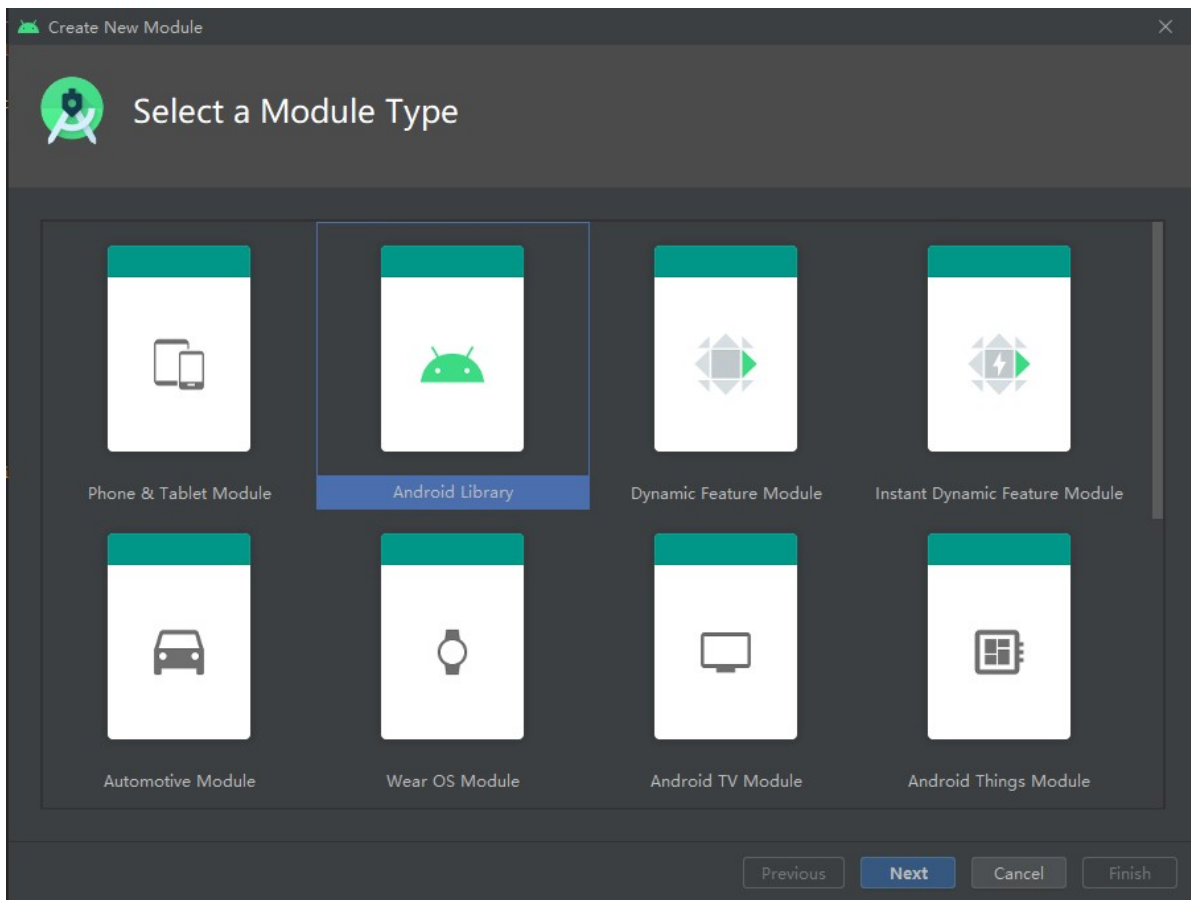 Create New Module
Select a Module Type
Phone & Tablet Module
Android Library
Dynamic Feature Module
Instant Dynamic Feature Module
Automotive Module
Wear OS Module
Android TV Module
Android Things Module
Previous
Next
Cancel
Finish